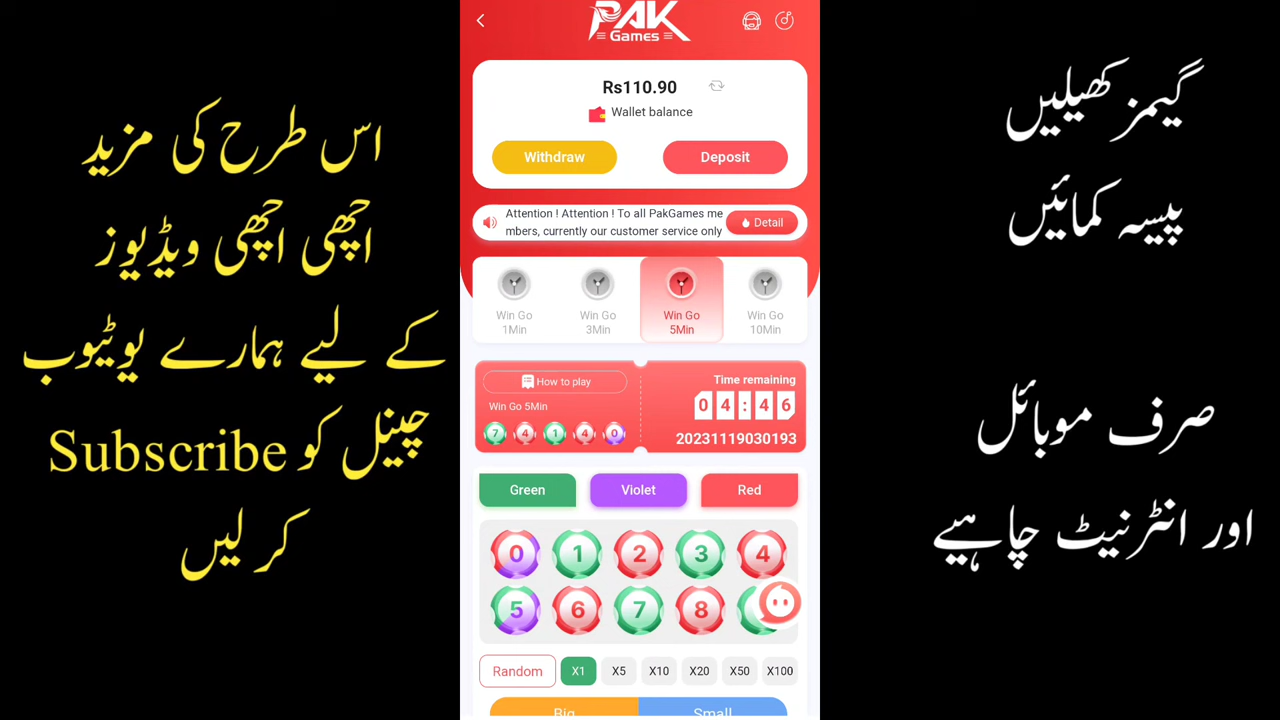 اس طرح کی مزید
اچھی اچھی ویڈیوز
کے لیے ہمارے یوٹیوب
چینل کو Subscribe
کر لیں
PAK
Games
Rs110.90
Wallet balance
Withdraw
Deposit
Attention ! Attention ! To all PakGames me
mbers, currently our customer service only
Detail
Win Go
1Min
Win Go
3Min
Win Go
5Min
Win Go
10Min
How to play
Win Go 5Min
7 4 1 4 0
Time remaining
04:46
20231119030193
Green Violet Red
0 1 2 3 4
5 6 7 8
Random X1 X5 X10 X20 X50 X100
Big Small
گیمز کھیلیں
پیسہ کمائیں
صرف موبائل
اور انٹرنیٹ چاہیے